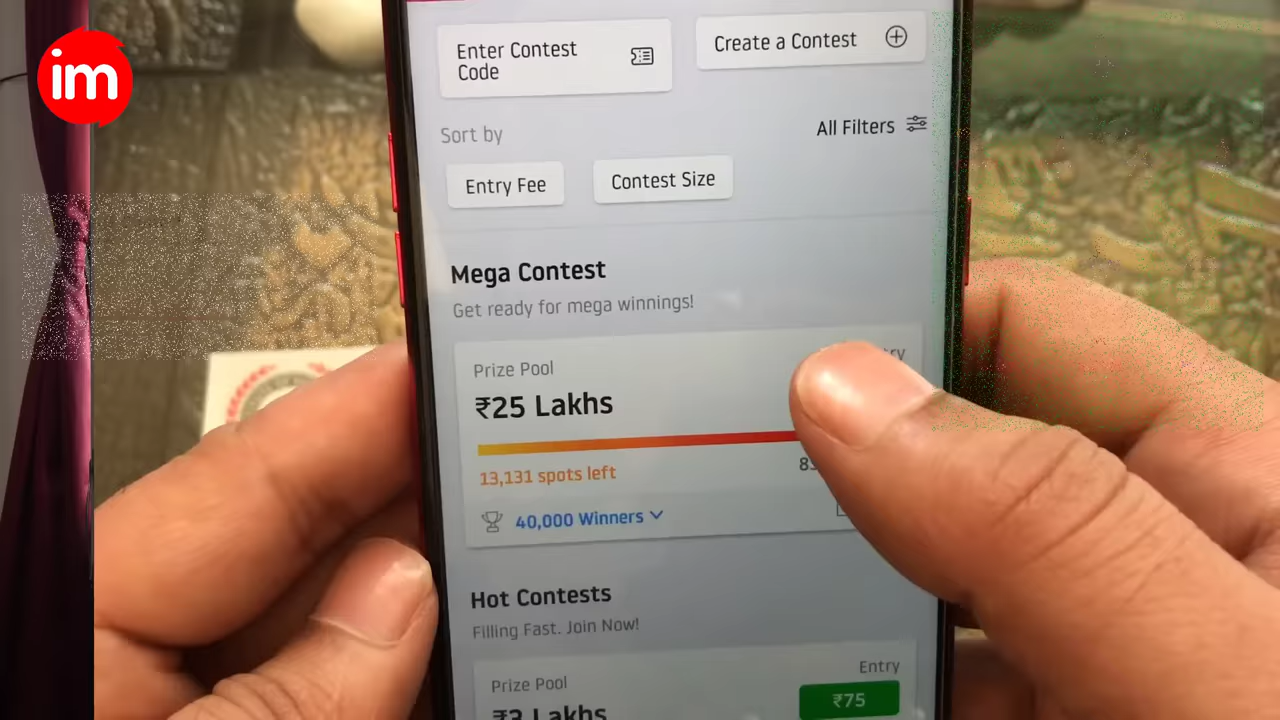 im
Enter Contest
Code
Create a Contest
Sort by
All Filters
Entry Fee
Contest Size
Mega Contest
Get ready for mega winnings!
Prize Pool
₹25 Lakhs
13,131 spots left
40,000 Winners
Hot Contests
Filling Fast. Join Now!
Prize Pool
Entry
₹3 Lakhs
₹75